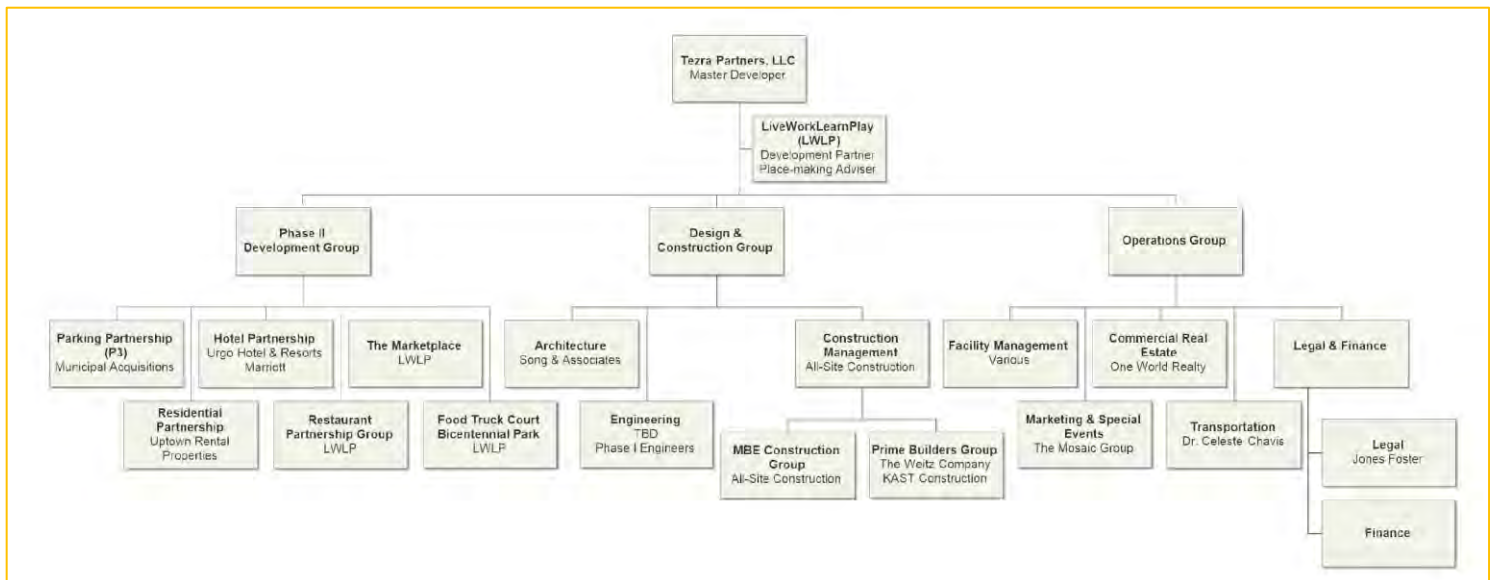 Tezra Partners, LLC
Master Developer
LiveWorkLearnPlay
(LWLP)
Development Partner
Place-making Adviser
Phase II
Development Group
Design &
Construction Group
Operations Group
Parking Partnership
(P3)
Municipal Acquisitions
Hotel Partnership
Urgo Hotel & Resorts
Marriott
The Marketplace
LWLP
Architecture
Song & Associates
Construction
Management
All-Site Construction
Facility Management
Various
Commercial Real
Estate
One World Realty
Legal & Finance
Residential
Partnership
Uptown Rental
Properties
Restaurant
Partnership Group
LWLP
Food Truck Court
Bicentennial Park
LWLP
Engineering
TBD
Phase I Engineers
MBE Construction
Group
All-Site Construction
Prime Builders Group
The Weitz Company
KAST Construction
Marketing & Special
Events
The Mosaic Group
Transportation
Dr. Celeste Chavis
Legal
Jones Foster
Finance